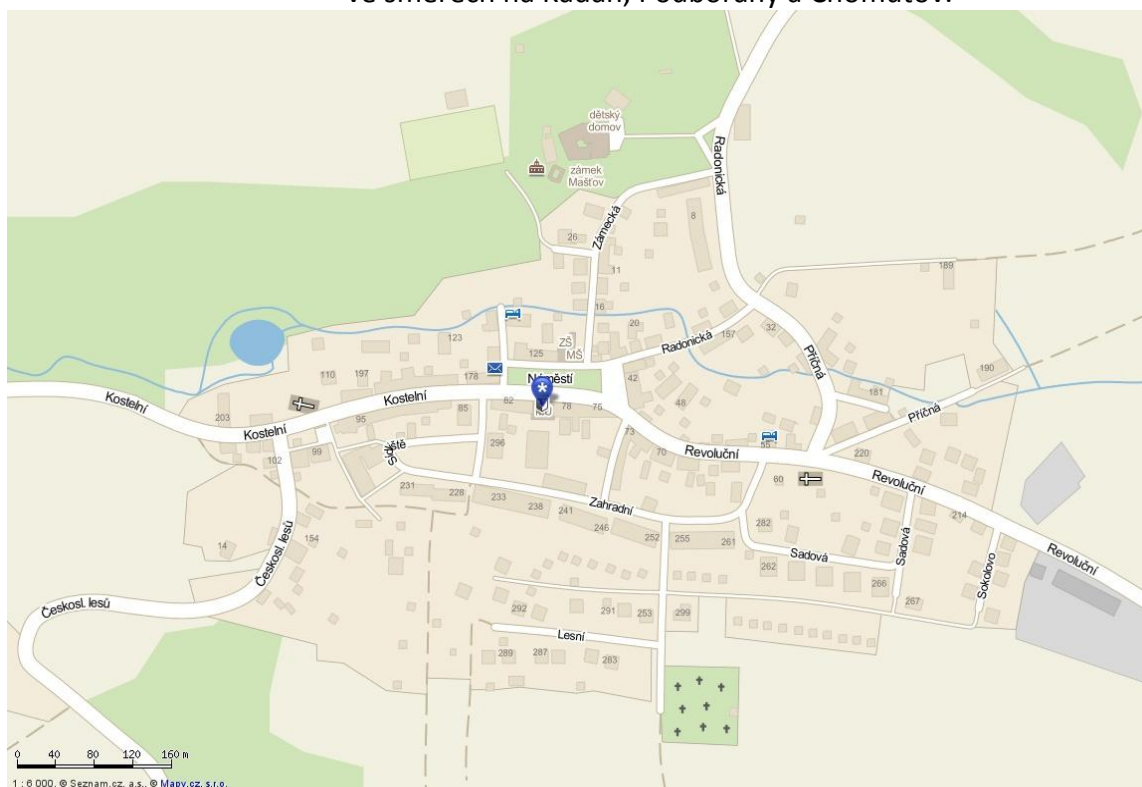 ve směrech na Kadaň, Podbořany a Chomutov.
dětský
domov
zámek
Mašťov
Radonická
8
Zámecká
26
11
189
16
20
157
32
Radonická
ZŠ
MŠ
123
125
Příčná
190
110
197
178
Náměstí
42
181
Kostelní
203
Kostelní
82
78
75
48
Příčná
95
85
Kostelní
73
102
99
Sídliště
296
70
Revoluční
55
220
60
Revoluční
231
228
233
238
241
Zahradní
246
252
255
261
282
214
14
154
Českosl. lesů
Sadová
262
266
Sadová
267
Sokolovo
Revoluční
Českosl. lesů
292
291
253
299
Lesní
289
287
283
0 40 80 120 160 m
1 : 6 000, © Seznam.cz, a.s., © Mapy.cz, s.r.o.